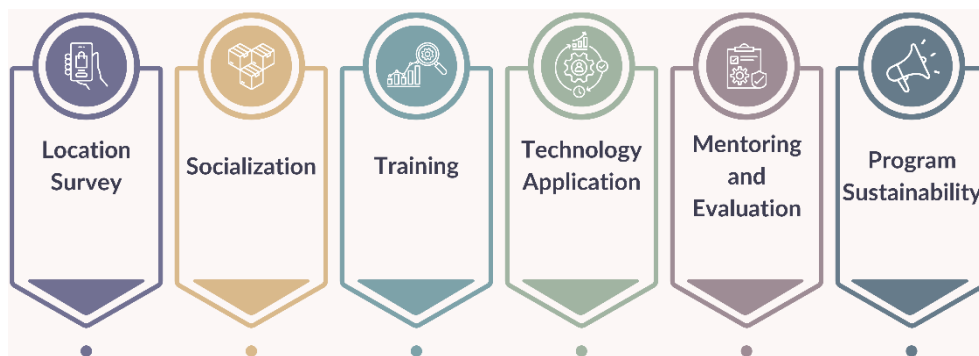 Location
Survey
Socialization
Training
Technology
Application
Mentoring
and
Evaluation
Program
Sustainability